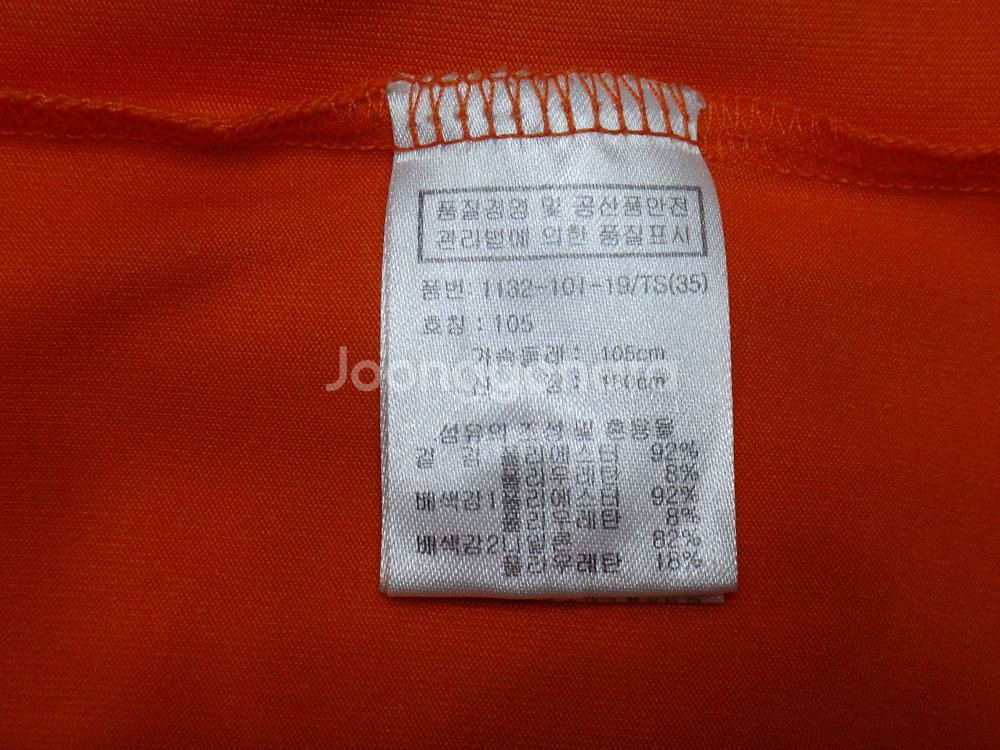 품질경영 및 공산품안전
관리법에 의한 품질표시
품번: 1132-101-19/TS(35)
호칭 : 105
가슴둘레 : 105cm
신 장 : 180cm
섬유의 조성 및 혼용율
겉 감 폴리에스터 92%
폴리우레탄 8%
배색감1 폴리에스터 92%
폴리우레탄 8%
배색감2 나일론 82%
폴리우레탄 18%